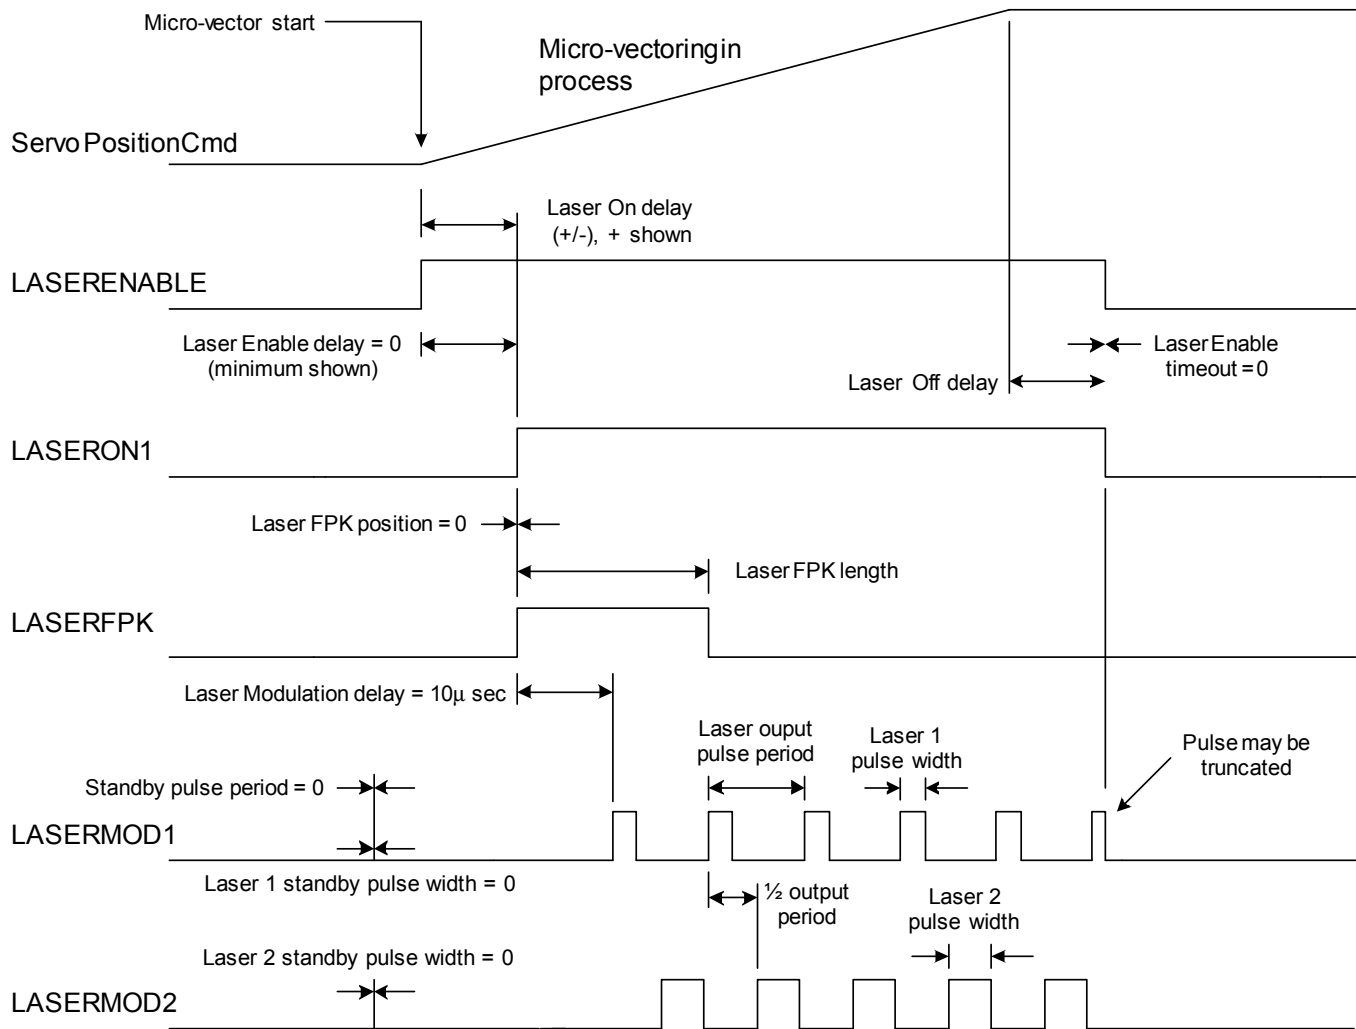 Micro-vector start
Micro-vectoringin
process
Servo PositionCmd
Laser On delay
(+/-), + shown
LASERENABLE
Laser Enable delay = 0
(minimum shown)
Laser Enable
timeout = 0
Laser Off delay
LASERON1
Laser FPK position = 0
Laser FPK length
LASERFPK
Laser Modulation delay = 10μ sec
Laser ouput
pulse period
Laser 1
pulse width
Pulse may be
truncated
Standby pulse period = 0
LASERMOD1
Laser 1 standby pulse width = 0
½ output
period
Laser 2
pulse width
Laser 2 standby pulse width = 0
LASERMOD2